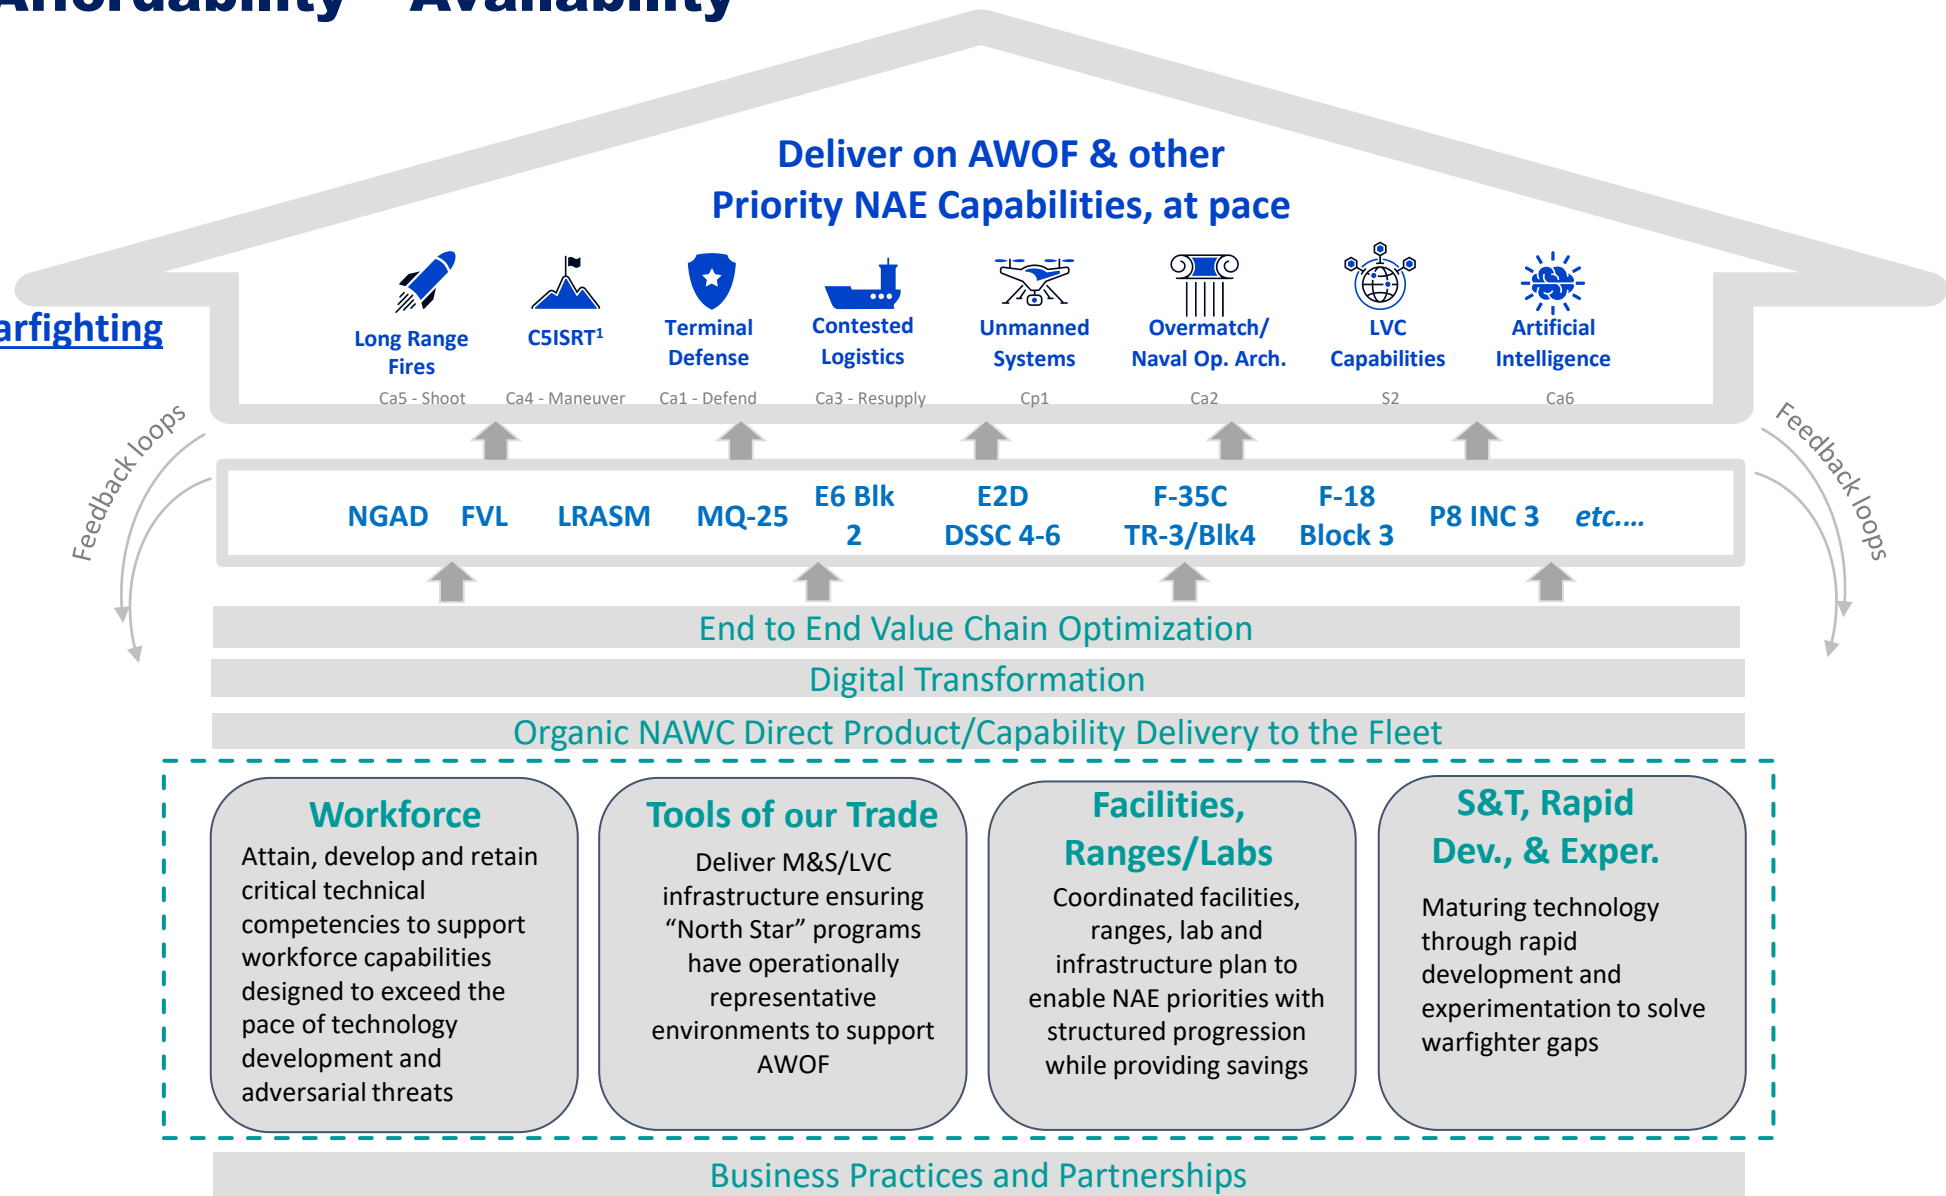 Affordability Availability
Deliver on AWOF & other
Priority NAE Capabilities, at pace
arfighting
Long Range
Fires
Ca5 - Shoot
C5ISRT¹
Ca4 - Maneuver
Terminal
Defense
Ca1 - Defend
Contested
Logistics
Ca3 - Resupply
Unmanned
Systems
Cp1
Overmatch/
Naval Op. Arch.
Ca2
LVC
Capabilities
S2
Artificial
Intelligence
Ca6
Feedback loops
Feedback loops
NGAD
FVL
LRASM
MQ-25
E6 Blk
2
E2D
DSSC 4-6
F-35C
TR-3/Blk4
F-18
Block 3
P8 INC 3
etc....
End to End Value Chain Optimization
Digital Transformation
Organic NAWC Direct Product/Capability Delivery to the Fleet
Workforce
Attain, develop and retain
critical technical
competencies to support
workforce capabilities
designed to exceed the
pace of technology
development and
adversarial threats
Tools of our Trade
Deliver M&S/LVC
infrastructure ensuring
“North Star” programs
have operationally
representative
environments to support
AWOF
Facilities,
Ranges/Labs
Coordinated facilities,
ranges, lab and
infrastructure plan to
enable NAE priorities with
structured progression
while providing savings
S&T, Rapid
Dev., & Exper.
Maturing technology
through rapid
development and
experimentation to solve
warfighter gaps
Business Practices and Partnerships